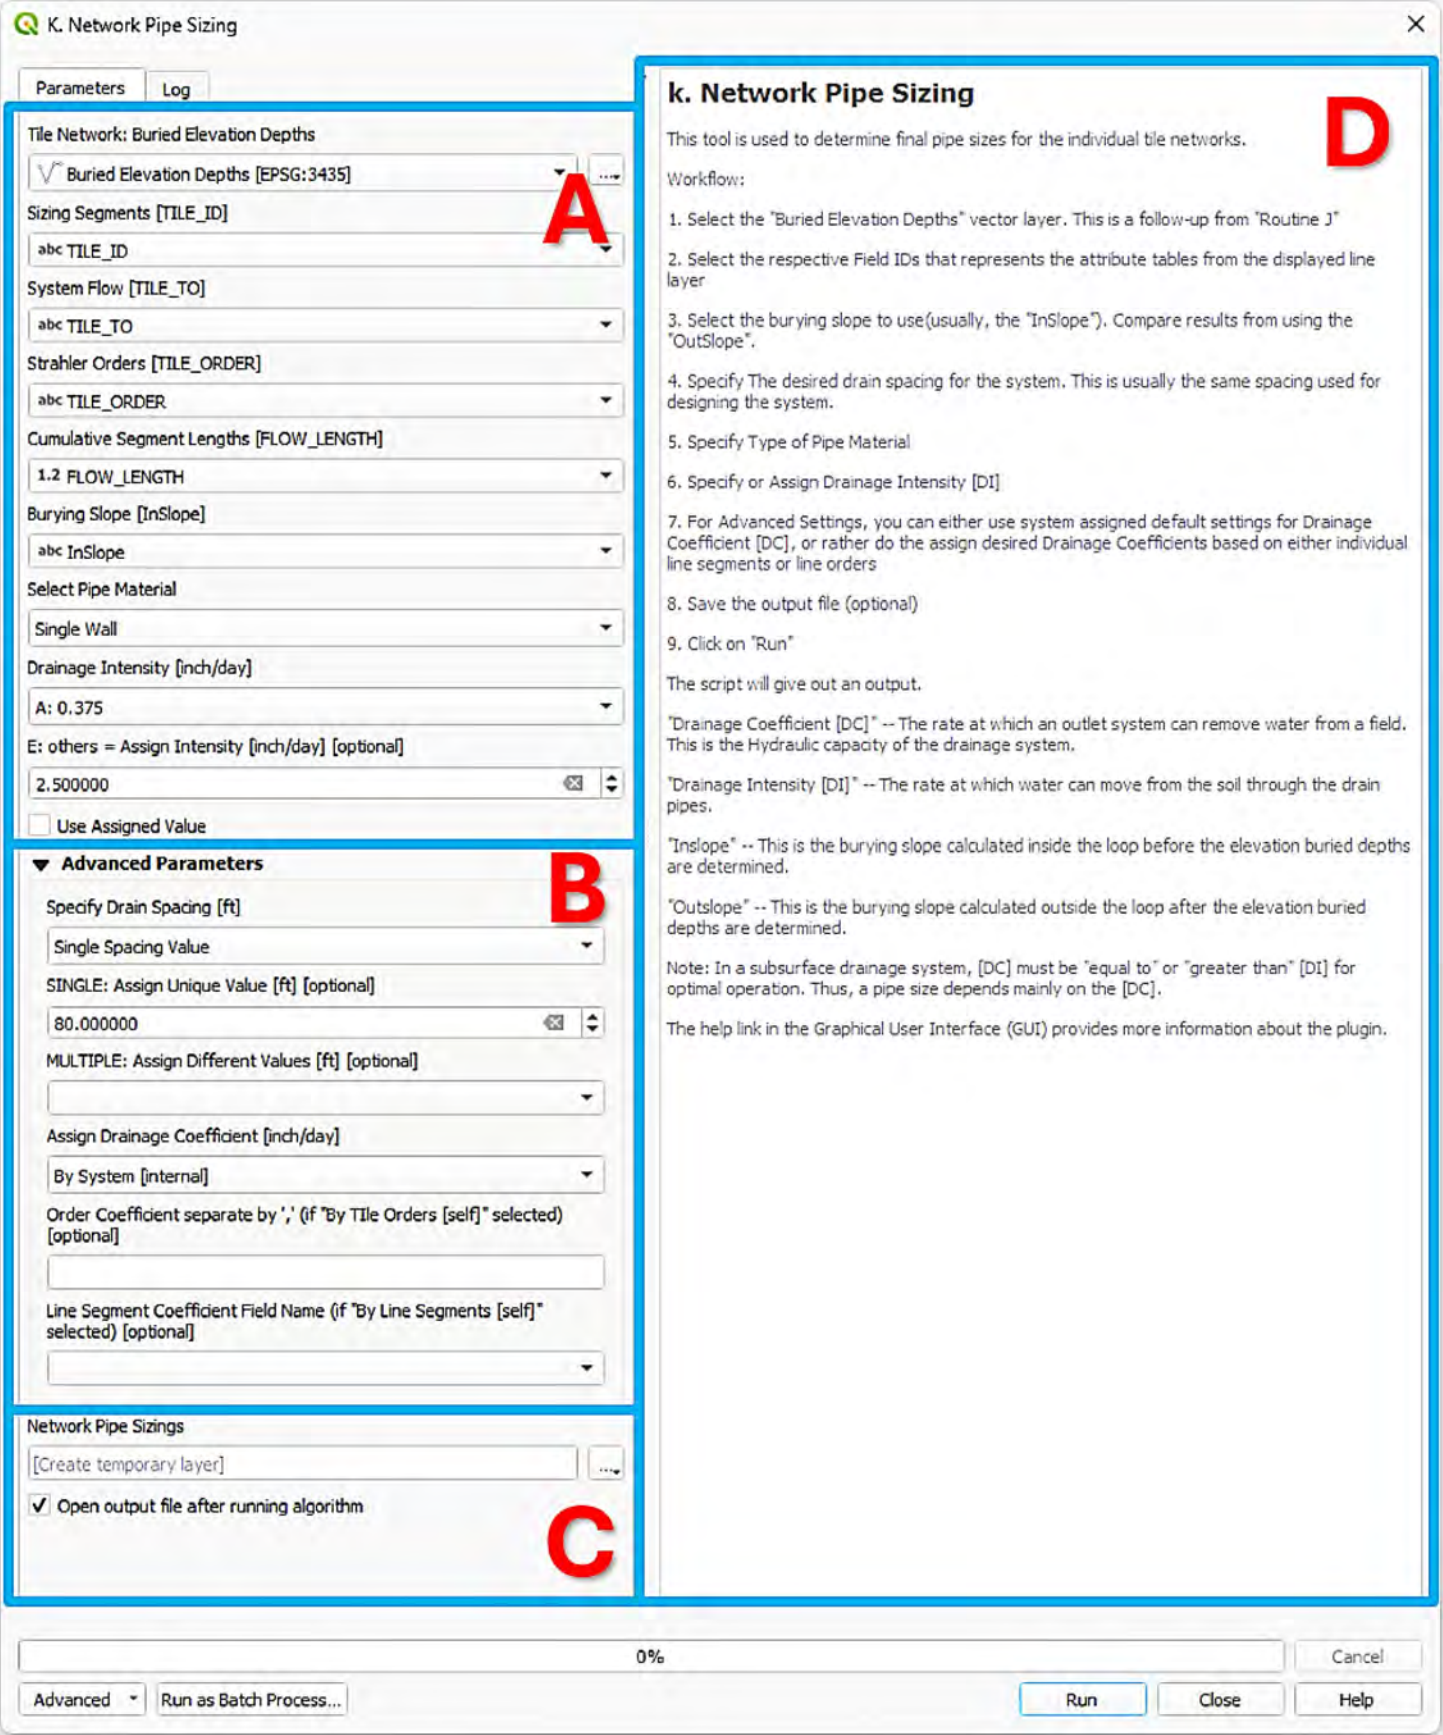 K. Network Pipe Sizing
Parameters
Log
Tile Network: Buried Elevation Depths
Buried Elevation Depths [EPSG:3435]
...
A
Sizing Segments [TILE_ID]
abc TILE_ID
System Flow [TILE_TO]
abc TILE_TO
Strahler Orders [TILE_ORDER]
abc TILE_ORDER
Cumulative Segment Lengths [FLOW_LENGTH]
1.2 FLOW_LENGTH
Burying Slope [InSlope]
abc InSlope
Select Pipe Material
Single Wall
Drainage Intensity [inch/day]
A: 0.375
E: others = Assign Intensity [inch/day] [optional]
2.500000
Use Assigned Value
Advanced Parameters
B
Specify Drain Spacing [ft]
Single Spacing Value
SINGLE: Assign Unique Value [ft] [optional]
80.000000
MULTIPLE: Assign Different Values [ft] [optional]
Assign Drainage Coefficient [inch/day]
By System [internal]
Order Coefficient separate by ',' (if "By TIle Orders [self]" selected)
[optional]
Line Segment Coefficient Field Name (if "By Line Segments [self]"
selected) [optional]
Network Pipe Sizings
[Create temporary layer]
...
Open output file after running algorithm
C
k. Network Pipe Sizing
D
This tool is used to determine final pipe sizes for the individual tile networks.
Workflow:
1. Select the "Buried Elevation Depths" vector layer. This is a follow-up from "Routine J"
2. Select the respective Field IDs that represents the attribute tables from the displayed line
layer
3. Select the burying slope to use(usually, the "InSlope"). Compare results from using the
"OutSlope".
4. Specify The desired drain spacing for the system. This is usually the same spacing used for
designing the system.
5. Specify Type of Pipe Material
6. Specify or Assign Drainage Intensity [DI]
7. For Advanced Settings, you can either use system assigned default settings for Drainage
Coefficient [DC], or rather do the assign desired Drainage Coefficients based on either individual
line segments or line orders
8. Save the output file (optional)
9. Click on "Run"
The script will give out an output.
"Drainage Coefficient [DC]" -- The rate at which an outlet system can remove water from a field.
This is the Hydraulic capacity of the drainage system.
"Drainage Intensity [DI]" -- The rate at which water can move from the soil through the drain
pipes.
"Inslope" -- This is the burying slope calculated inside the loop before the elevation buried depths
are determined.
"Outslope" -- This is the burying slope calculated outside the loop after the elevation buried
depths are determined.
Note: In a subsurface drainage system, [DC] must be "equal to" or "greater than" [DI] for
optimal operation. Thus, a pipe size depends mainly on the [DC].
The help link in the Graphical User Interface (GUI) provides more information about the plugin.
0%
Cancel
Advanced
Run as Batch Process...
Run
Close
Help